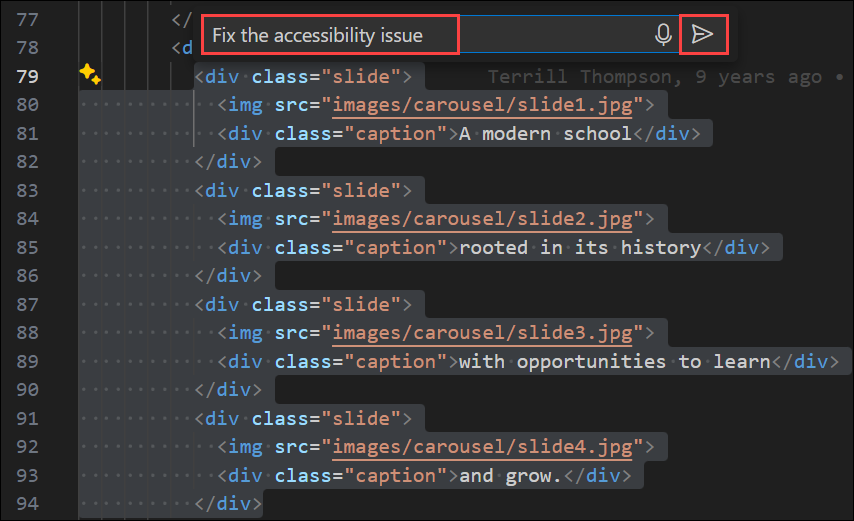 77 </
Fix the accessibility issue
78 <d
79 <div class="slide"> Terrill Thompson, 9 years ago •
80 <img src="images/carousel/slide1.jpg">
81 <div class="caption">A modern school</div>
82 </div>
83 <div class="slide">
84 <img src="images/carousel/slide2.jpg">
85 <div class="caption">rooted in its history</div>
86 </div>
87 <div class="slide">
88 <img src="images/carousel/slide3.jpg">
89 <div class="caption">with opportunities to learn</div>
90 </div>
91 <div class="slide">
92 <img src="images/carousel/slide4.jpg">
93 <div class="caption">and grow.</div>
94 </div>